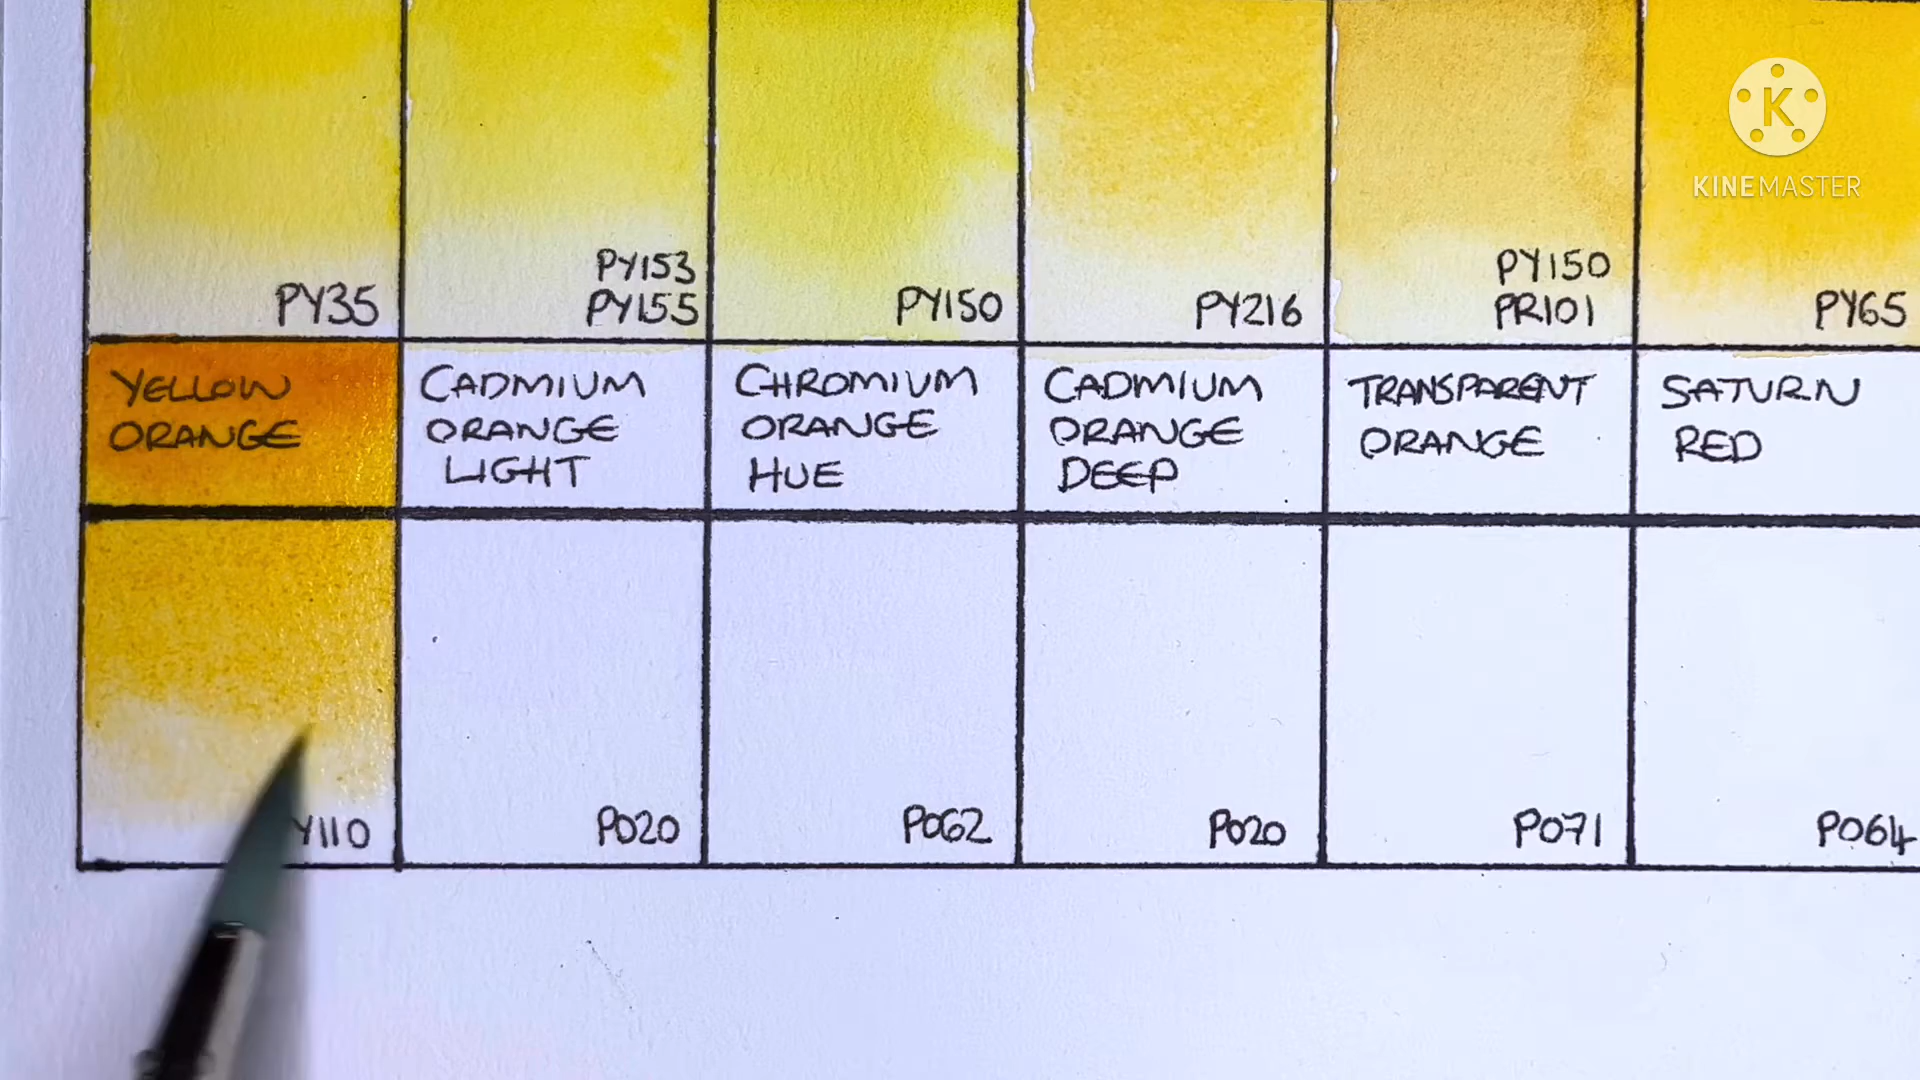 K
KINEMASTER
PY35
PY153
PY155
PY150
PY216
PY150
PR101
PY65
YELLOW
ORANGE
CADMIUM
ORANGE
LIGHT
CHROMIUM
ORANGE
HUE
CADMIUM
ORANGE
DEEP
TRANSPARENT
ORANGE
SATURN
RED
Y110
PO20
PO62
PO20
PO71
PO64